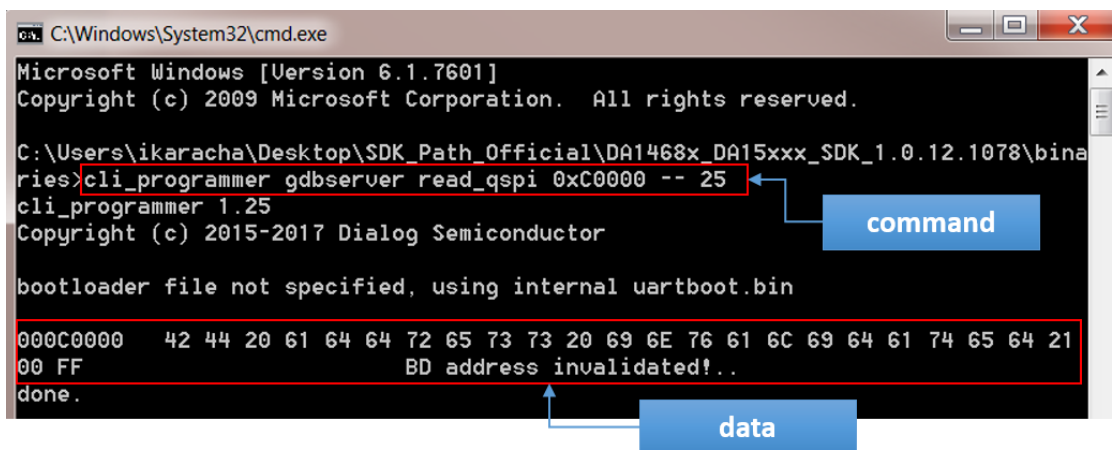 C:\Windows\System32\cmd.exe
Microsoft Windows [Version 6.1.7601]
Copyright (c) 2009 Microsoft Corporation.  All rights reserved.
C:\Users\ikaracha\Desktop\SDK_Path_Official\DA1468x_DA15xxx_SDK_1.0.12.1078\bina
ries>cli_programmer gdbserver read_qspi 0xC0000 -- 25
cli_programmer 1.25
command
Copyright (c) 2015-2017 Dialog Semiconductor
bootloader file not specified, using internal uartboot.bin
000C0000   42 44 20 61 64 64 72 65 73 73 20 69 6E 76 61 6C 69 64 61 74 65 64 21
00 FF                    BD address invalidated!..
done.
data